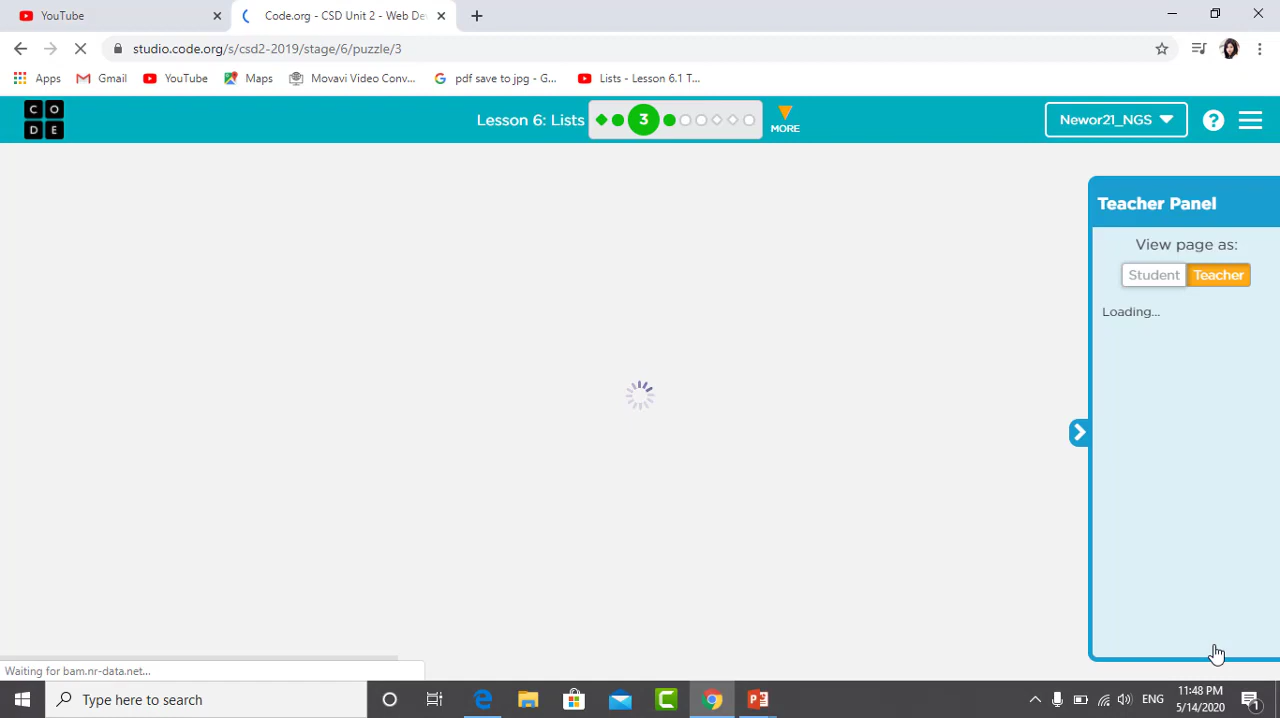 YouTube
Code.org - CSD Unit 2 - Web De
studio.code.org/s/csd2-2019/stage/6/puzzle/3
Apps Gmail YouTube Maps Movavi Video Conv... pdf save to jpg - G... Lists - Lesson 6.1 T...
C O
D E
Lesson 6: Lists
3
MORE
Newor21_NGS
?
Teacher Panel
View page as:
Student Teacher
Loading...
Waiting for bam.nr-data.net...
Type here to search
ENG
11:48 PM
5/14/2020
1